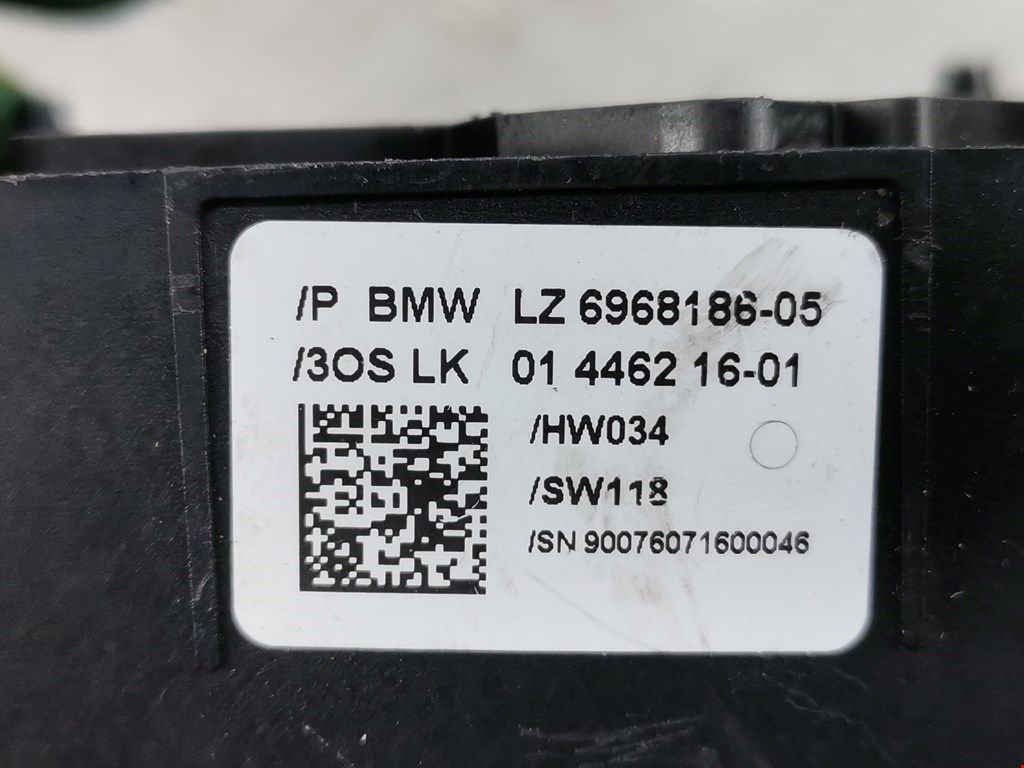 /P BMW LZ 6968186-05
/3OS LK 01 4462 16-01
/HW034
/SW118
/SN 90076071600046